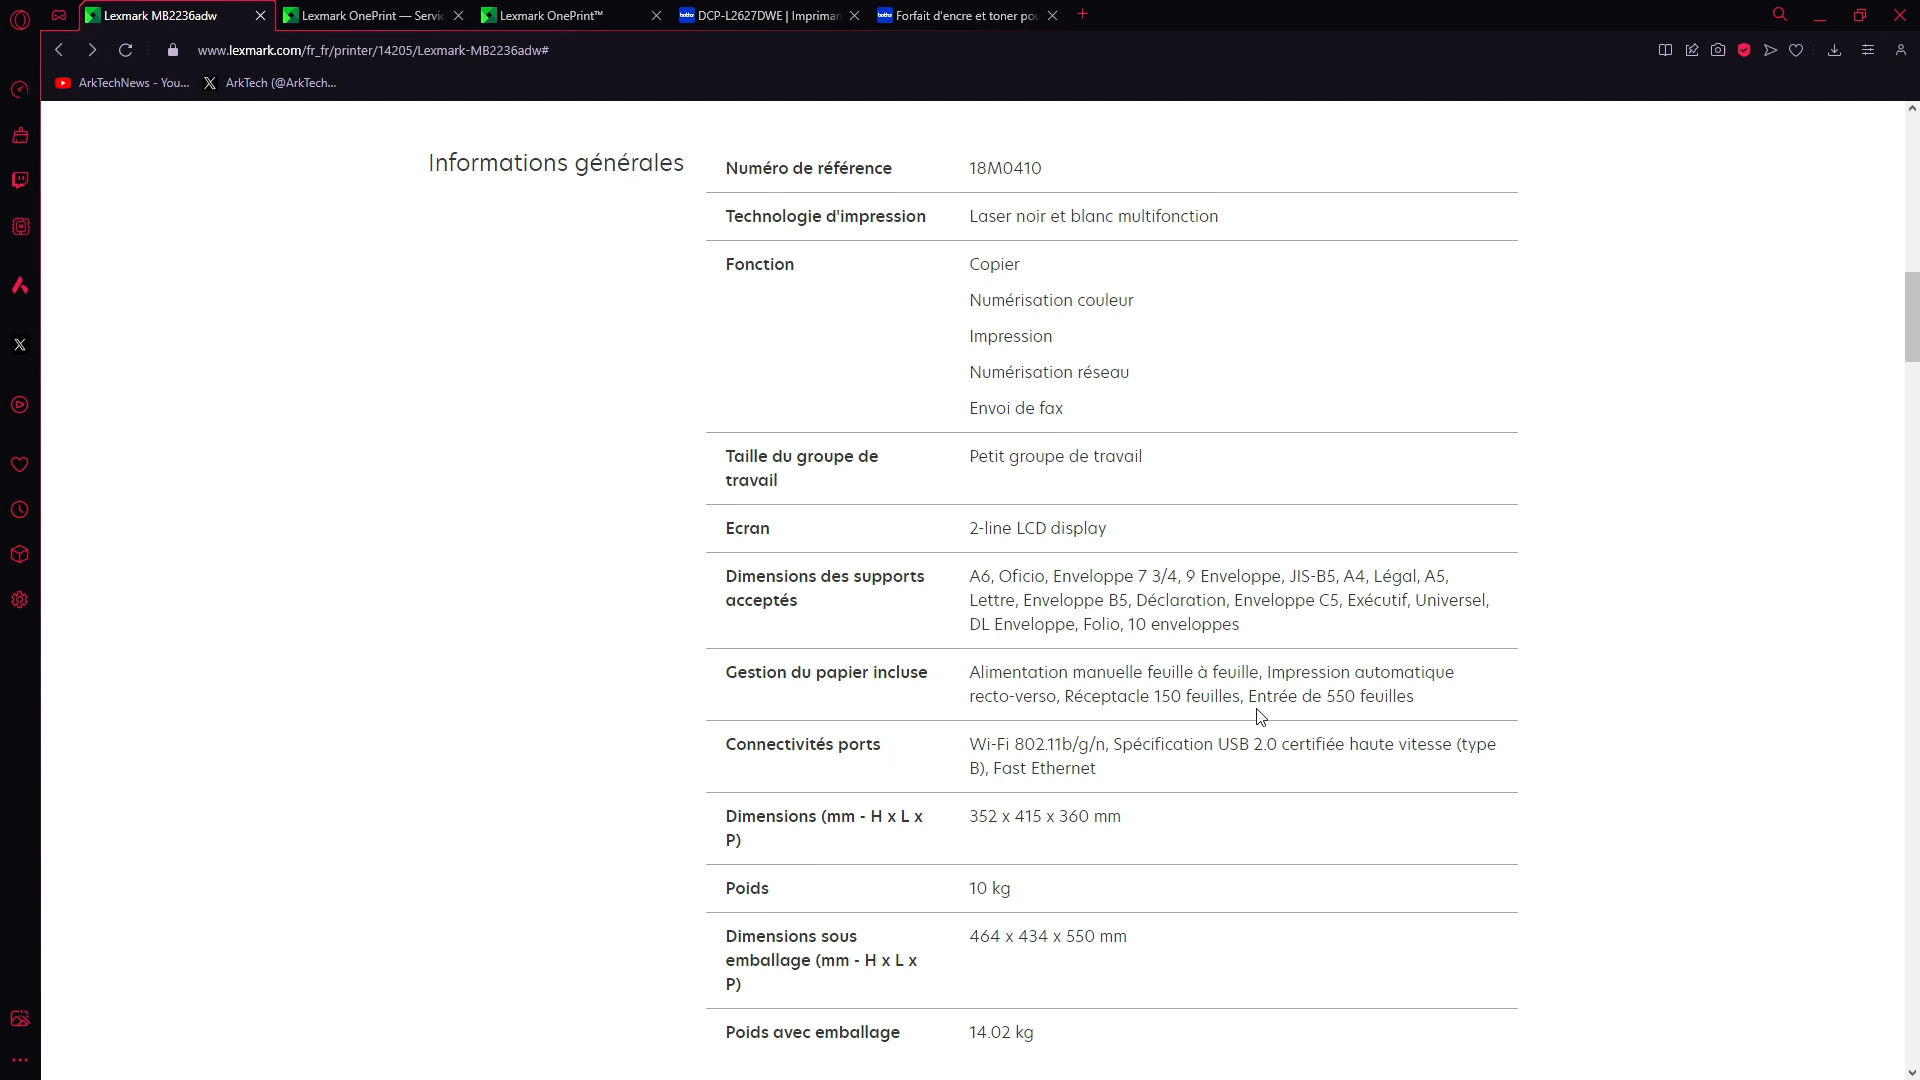 Lexmark MB2236adw
Lexmark OnePrint — Servic
Lexmark OnePrint™
brother
DCP-L2627DWE | Impriman
brother
Forfait d'encre et toner pou
www.lexmark.com/fr_fr/printer/14205/Lexmark-MB2236adw#
ArkTechNews - You...
ArkTech (@ArkTech...
Informations générales
Numéro de référence
18M0410
Technologie d'impression
Laser noir et blanc multifonction
Fonction
Copier
Numérisation couleur
Impression
Numérisation réseau
Envoi de fax
Taille du groupe de
travail
Petit groupe de travail
Ecran
2-line LCD display
Dimensions des supports
acceptés
A6, Oficio, Enveloppe 7 3/4, 9 Enveloppe, JIS-B5, A4, Légal, A5,
Lettre, Enveloppe B5, Déclaration, Enveloppe C5, Exécutif, Universel,
DL Enveloppe, Folio, 10 enveloppes
Gestion du papier incluse
Alimentation manuelle feuille à feuille, Impression automatique
recto-verso, Réceptacle 150 feuilles, Entrée de 550 feuilles
Connectivités ports
Wi-Fi 802.11b/g/n, Spécification USB 2.0 certifiée haute vitesse (type
B), Fast Ethernet
Dimensions (mm - H x L x
P)
352 x 415 x 360 mm
Poids
10 kg
Dimensions sous
emballage (mm - H x L x
P)
464 x 434 x 550 mm
Poids avec emballage
14.02 kg